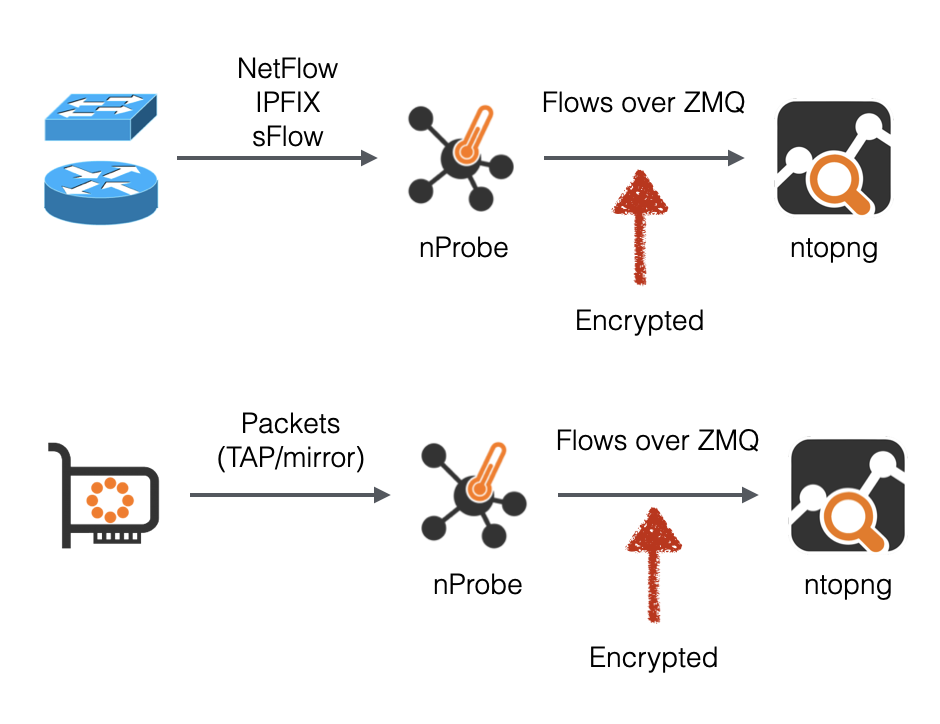 NetFlow
IPFIX
sFlow
Flows over ZMQ
nProbe
ntopng
Encrypted
Packets
(TAP/mirror)
Flows over ZMQ
nProbe
ntopng
Encrypted